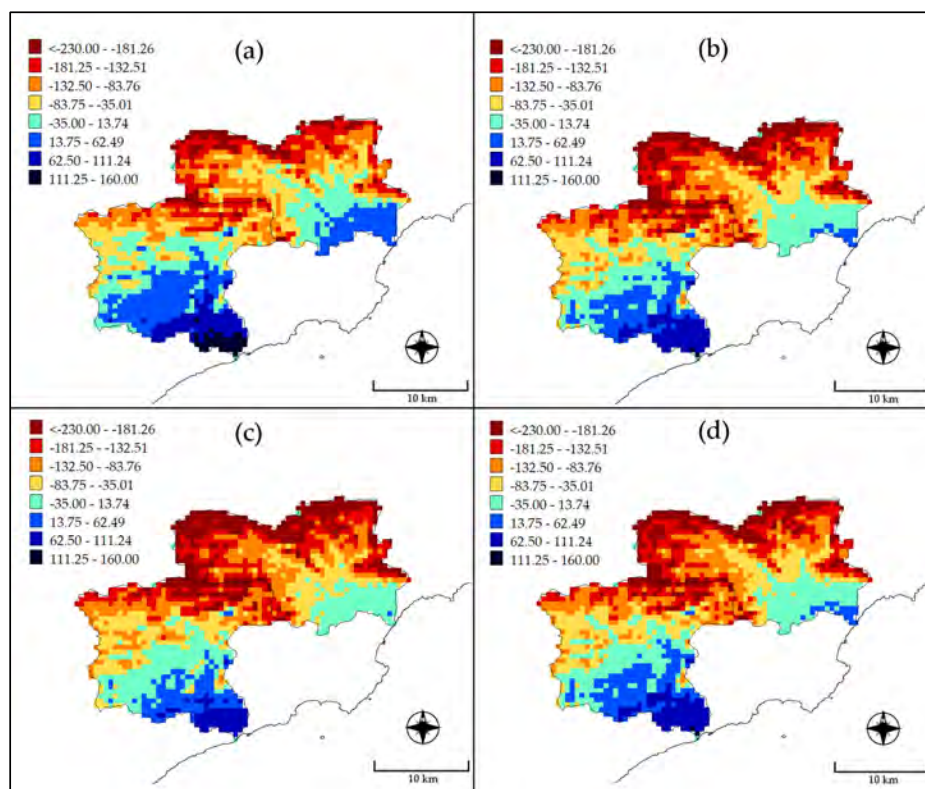 (a)
<-230.00 - -181.26
-181.25 - -132.51
-132.50 - -83.76
-83.75 - -35.01
-35.00 - 13.74
13.75 - 62.49
62.50 - 111.24
111.25 - 160.00
10 km
(b)
<-230.00 - -181.26
-181.25 - -132.51
-132.50 - -83.76
-83.75 - -35.01
-35.00 - 13.74
13.75 - 62.49
62.50 - 111.24
111.25 - 160.00
10 km
(c)
<-230.00 - -181.26
-181.25 - -132.51
-132.50 - -83.76
-83.75 - -35.01
-35.00 - 13.74
13.75 - 62.49
62.50 - 111.24
111.25 - 160.00
10 km
(d)
<-230.00 - -181.26
-181.25 - -132.51
-132.50 - -83.76
-83.75 - -35.01
-35.00 - 13.74
13.75 - 62.49
62.50 - 111.24
111.25 - 160.00
10 km